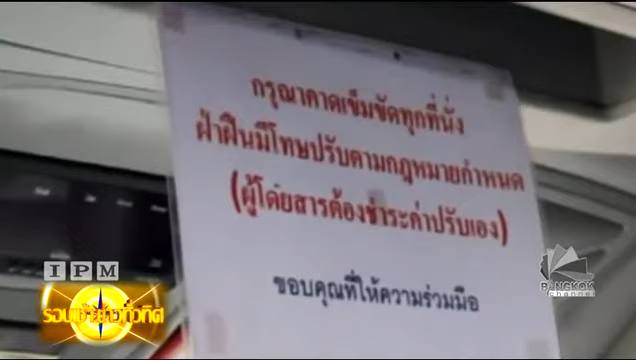 กรุณาคาดเข็มขัดทุกที่นั่ง
ฝ่าฝืนมีโทษปรับตามกฎหมายกำหนด
(ผู้โดยสารต้องชำระค่าปรับเอง)
ขอบคุณที่ให้ความร่วมมือ
IPM
BANGKOK
channel